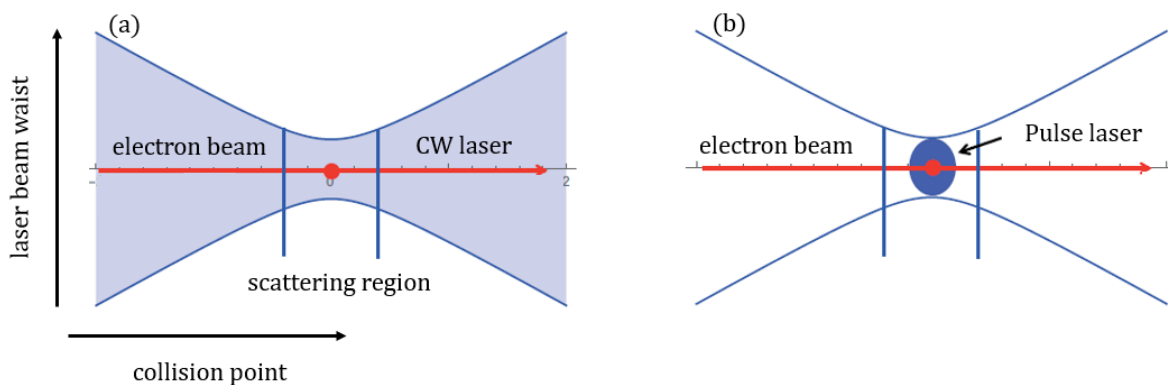 (a)
electron beam
CW laser
0
2
scattering region
laser beam waist
collision point
(b)
electron beam
Pulse laser